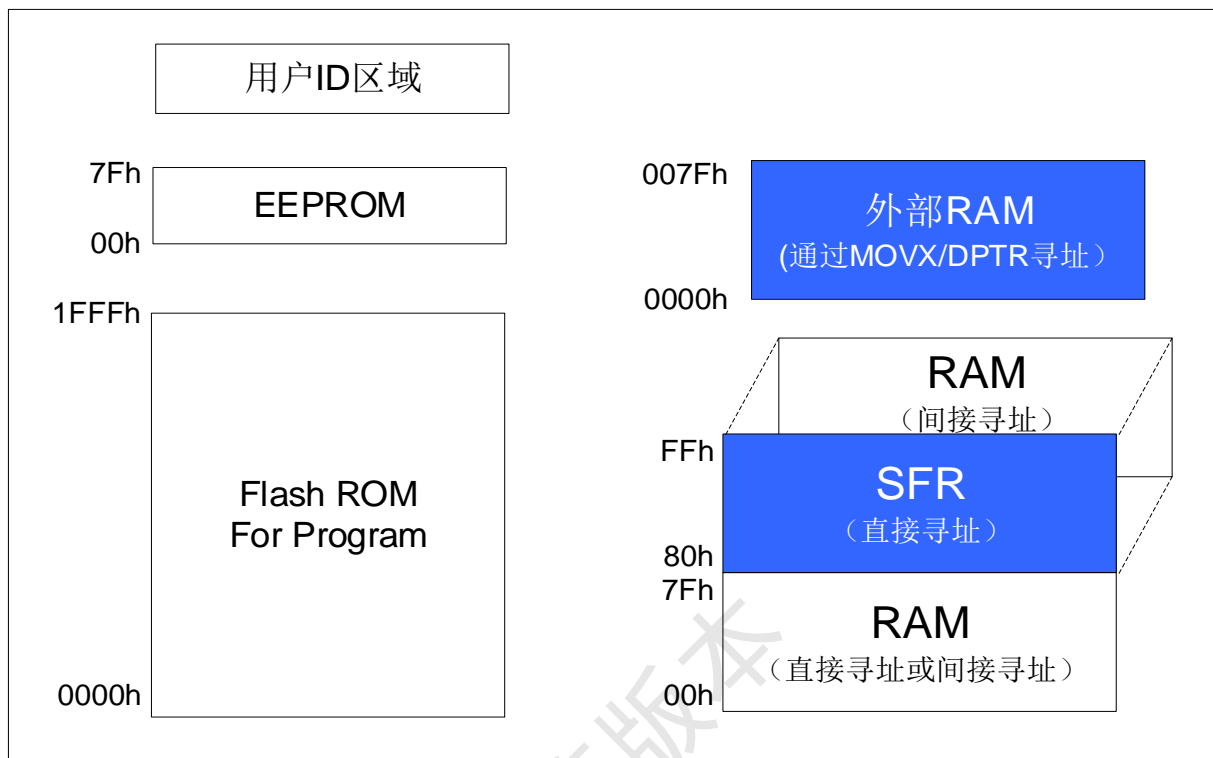 用户ID区域
7Fh
EEPROM
00h
1FFFh
Flash ROM
For Program
0000h
007Fh
外部RAM
(通过MOVX/DPTR寻址）
0000h
RAM
（间接寻址）
FFh
SFR
（直接寻址）
80h
7Fh
RAM
（直接寻址或间接寻址）
00h
版本